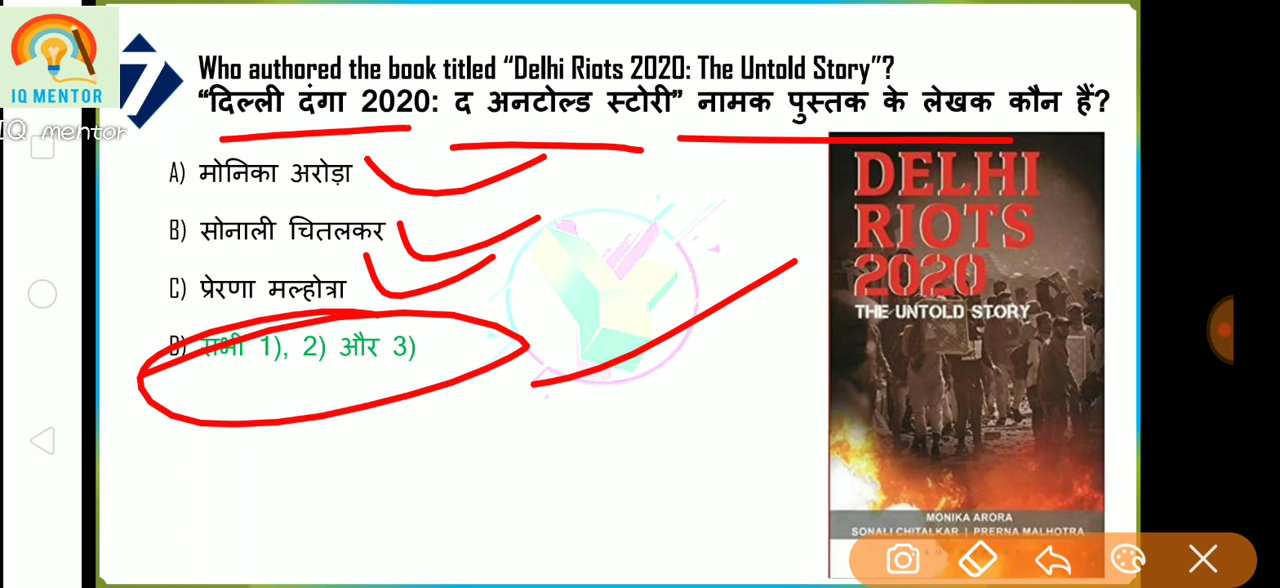 IQ MENTOR
IQ mentor
7
Who authored the book titled “Delhi Riots 2020: The Untold Story”?
“दिल्ली दंगा 2020: द अनटोल्ड स्टोरी” नामक पुस्तक के लेखक कौन हैं?
A) मोनिका अरोड़ा
B) सोनाली चितलकर
C) प्रेरणा मल्होत्रा
D) सभी 1), 2) और 3)
DELHI
RIOTS
2020
THE UNTOLD STORY
MONIKA ARORA
SONALI CHITALKAR | PRERNA MALHOTRA